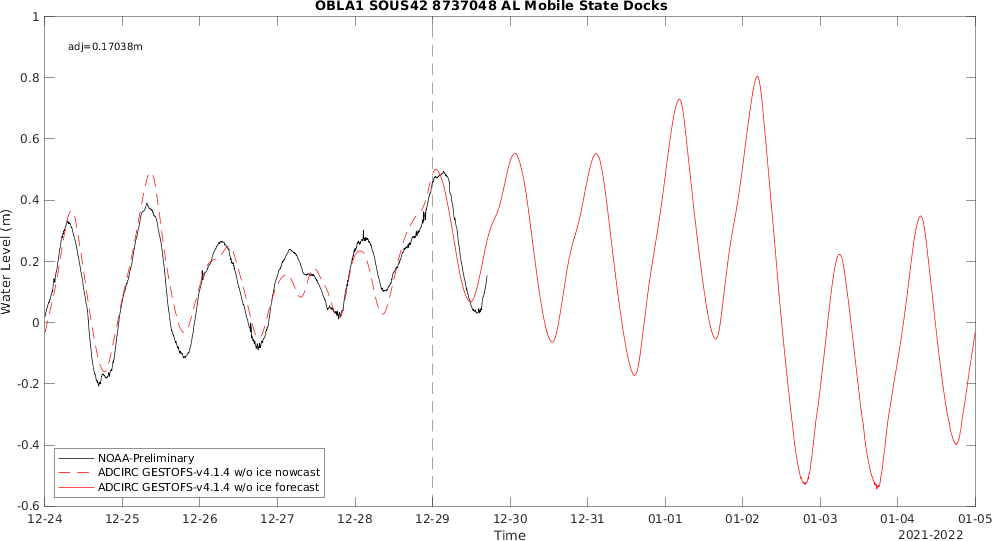 OBLA1 SOUS42 8737048 AL Mobile State Docks
adj=0.17038m
1
0.8
0.6
0.4
0.2
0
-0.2
-0.4
-0.6
Water Level (m)
NOAA-Preliminary
ADCIRC GESTOFS-v4.1.4 w/o ice nowcast
ADCIRC GESTOFS-v4.1.4 w/o ice forecast
12-24 12-25 12-26 12-27 12-28 12-29 12-30 12-31 01-01 01-02 01-03 01-04 01-05
Time
2021-2022